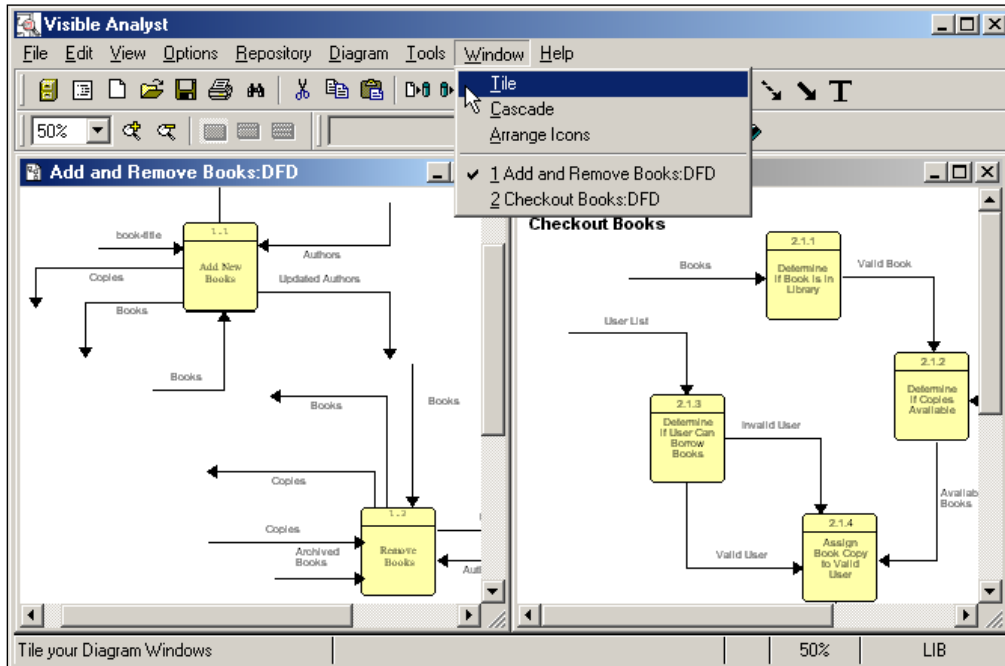 Visible Analyst
File Edit View Options Repository Diagram Tools Window Help
Tile
Cascade
Arrange Icons
1 Add and Remove Books:DFD
2 Checkout Books:DFD
50%
T
Add and Remove Books:DFD
1.1
Add New
Books
book-title
Authors
Copies
Updated Authors
Books
Books
Books
Books
Copies
Copies
Archived
Books
Remove
Books
Checkout Books
Books
2.1.1
Determine
If Book Is In
Library
Valid Book
User List
2.1.2
Determine
If Copies
Available
2.1.3
Determine
If User Can
Borrow
Books
Invalid User
Books
Valid User
2.1.4
Assign
Book Copy
to Valid
User
Tile your Diagram Windows
50%
LIB